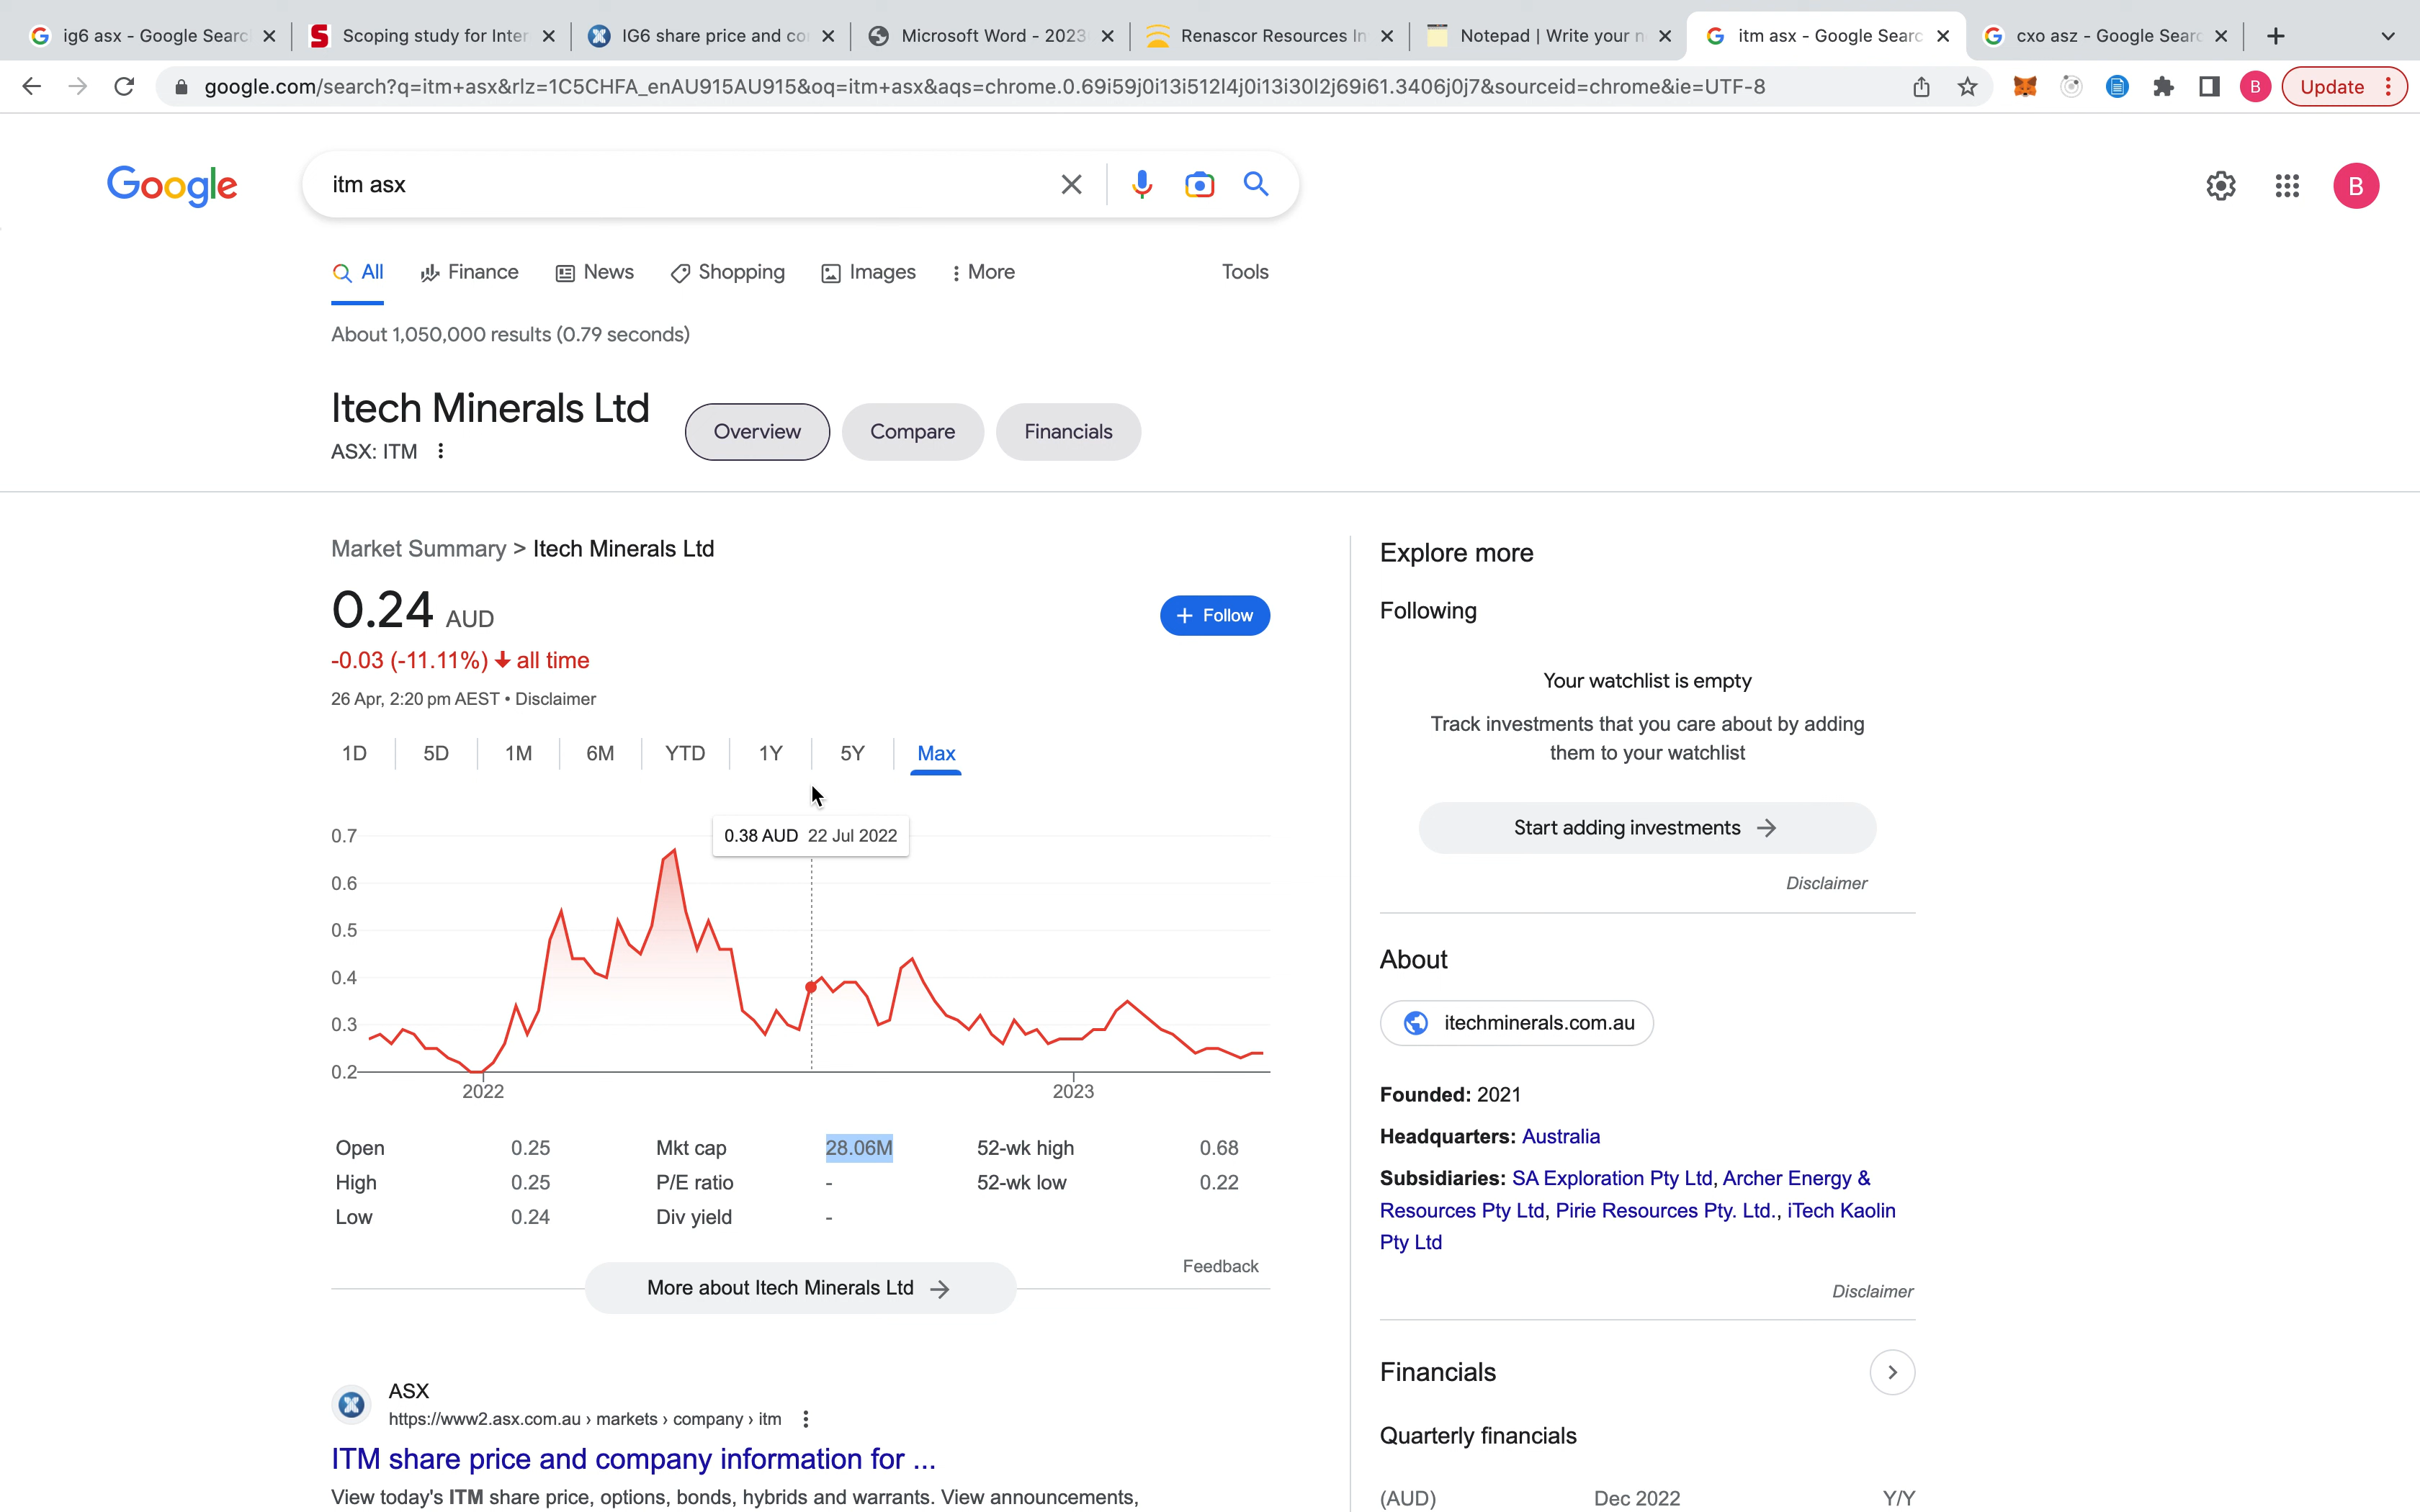 ig6 asx - Google Searc
Scoping study for Inter
IG6 share price and co
Microsoft Word - 2023
Renascor Resources In
Notepad | Write your n
itm asx - Google Searc
cxo asz - Google Searc
google.com/search?q=itm+asx&rlz=1C5CHFA_enAU915AU915&oq=itm+asx&aqs=chrome.0.69i59j0i13i512l4j0i13i30l2j69i61.3406j0j7&sourceid=chrome&ie=UTF-8
B
Update
Google
itm asx
B
All
Finance
News
Shopping
Images
More
Tools
About 1,050,000 results (0.79 seconds)
Itech Minerals Ltd
ASX: ITM
Overview
Compare
Financials
Market Summary > Itech Minerals Ltd
0.24 AUD
+ Follow
-0.03 (-11.11%) all time
26 Apr, 2:20 pm AEST • Disclaimer
1D 5D 1M 6M YTD 1Y 5Y Max
0.38 AUD 22 Jul 2022
0.7
0.6
0.5
0.4
0.3
0.2
2022 2023
Open 0.25 Mkt cap 28.06M 52-wk high 0.68
High 0.25 P/E ratio - 52-wk low 0.22
Low 0.24 Div yield -
Feedback
More about Itech Minerals Ltd
ASX
https://www2.asx.com.au › markets › company › itm
ITM share price and company information for ...
View today's ITM share price, options, bonds, hybrids and warrants. View announcements,
Explore more
Following
Your watchlist is empty
Track investments that you care about by adding
them to your watchlist
Start adding investments
Disclaimer
About
itechminerals.com.au
Founded: 2021
Headquarters: Australia
Subsidiaries: SA Exploration Pty Ltd, Archer Energy &
Resources Pty Ltd, Pirie Resources Pty. Ltd., iTech Kaolin
Pty Ltd
Disclaimer
Financials
Quarterly financials
(AUD) Dec 2022 Y/Y